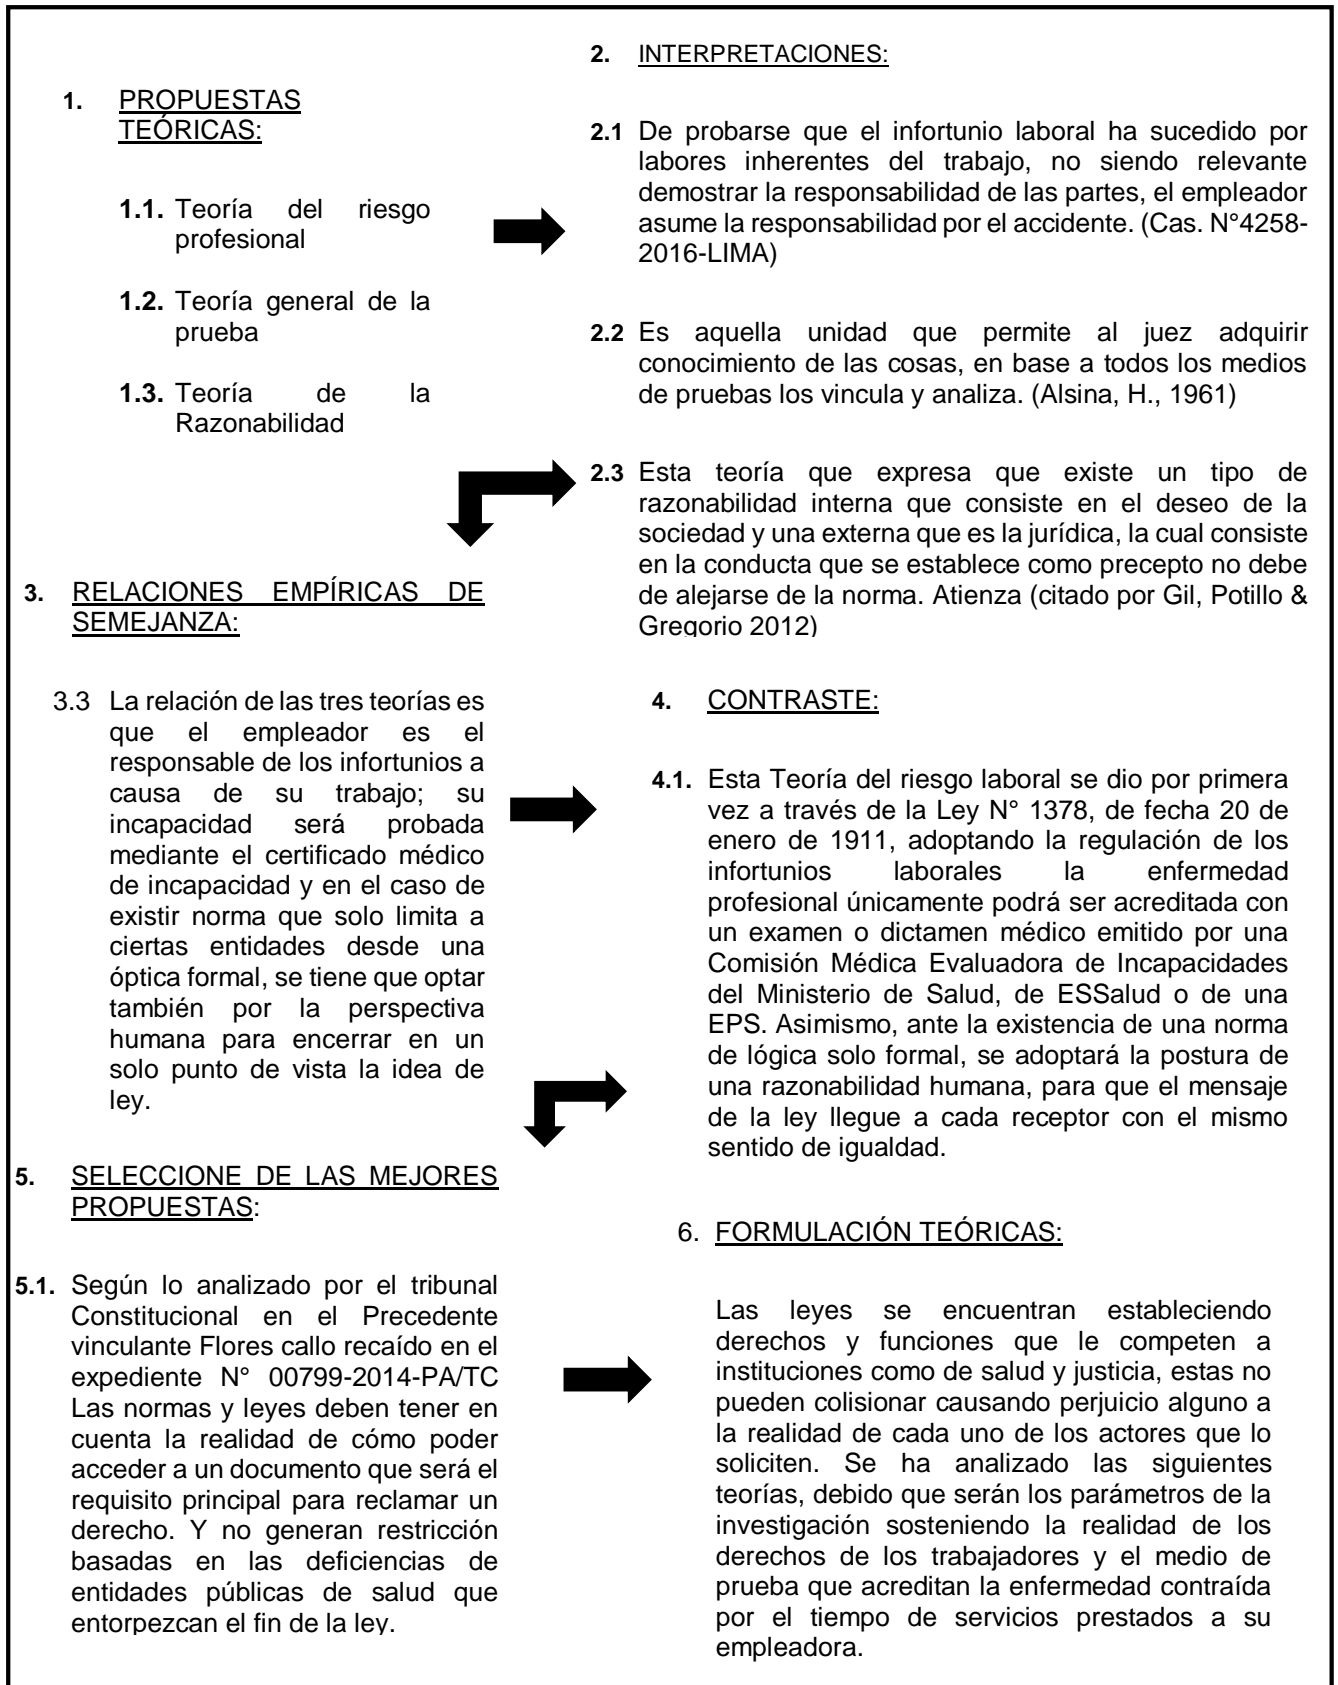 1. PROPUESTAS
TEÓRICAS:
1.1. Teoría del riesgo
profesional
1.2. Teoría general de la
prueba
1.3. Teoría de la
Razonabilidad
2. INTERPRETACIONES:
2.1 De probarse que el infortunio laboral ha sucedido por
labores inherentes del trabajo, no siendo relevante
demostrar la responsabilidad de las partes, el empleador
asume la responsabilidad por el accidente. (Cas. N°4258-
2016-LIMA)
2.2 Es aquella unidad que permite al juez adquirir
conocimiento de las cosas, en base a todos los medios
de pruebas los vincula y analiza. (Alsina, H., 1961)
2.3 Esta teoría que expresa que existe un tipo de
razonabilidad interna que consiste en el deseo de la
sociedad y una externa que es la jurídica, la cual consiste
en la conducta que se establece como precepto no debe
de alejarse de la norma. Atienza (citado por Gil, Potillo &
Gregorio 2012)
3. RELACIONES EMPÍRICAS DE
SEMEJANZA:
3.3 La relación de las tres teorías es
que el empleador es el
responsable de los infortunios a
causa de su trabajo; su
incapacidad será probada
mediante el certificado médico
de incapacidad y en el caso de
existir norma que solo limita a
ciertas entidades desde una
óptica formal, se tiene que optar
también por la perspectiva
humana para encerrar en un
solo punto de vista la idea de
ley.
4. CONTRASTE:
4.1. Esta Teoría del riesgo laboral se dio por primera
vez a través de la Ley N° 1378, de fecha 20 de
enero de 1911, adoptando la regulación de los
infortunios laborales la enfermedad
profesional únicamente podrá ser acreditada con
un examen o dictamen médico emitido por una
Comisión Médica Evaluadora de Incapacidades
del Ministerio de Salud, de ESSalud o de una
EPS. Asimismo, ante la existencia de una norma
de lógica solo formal, se adoptará la postura de
una razonabilidad humana, para que el mensaje
de la ley llegue a cada receptor con el mismo
sentido de igualdad.
5. SELECCIONE DE LAS MEJORES
PROPUESTAS:
5.1. Según lo analizado por el tribunal
Constitucional en el Precedente
vinculante Flores callo recaído en el
expediente N° 00799-2014-PA/TC
Las normas y leyes deben tener en
cuenta la realidad de cómo poder
acceder a un documento que será el
requisito principal para reclamar un
derecho. Y no generan restricción
basadas en las deficiencias de
entidades públicas de salud que
entorpezcan el fin de la ley.
6. FORMULACIÓN TEÓRICAS:
Las leyes se encuentran estableciendo
derechos y funciones que le competen a
instituciones como de salud y justicia, estas no
pueden colisionar causando perjuicio alguno a
la realidad de cada uno de los actores que lo
soliciten. Se ha analizado las siguientes
teorías, debido que serán los parámetros de la
investigación sosteniendo la realidad de los
derechos de los trabajadores y el medio de
prueba que acreditan la enfermedad contraída
por el tiempo de servicios prestados a su
empleadora.